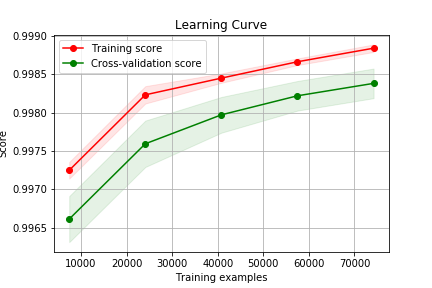 Learning Curve
Training score
Cross-validation score
0.9990
0.9985
0.9980
0.9975
0.9970
0.9965
Score
10000 20000 30000 40000 50000 60000 70000
Training examples